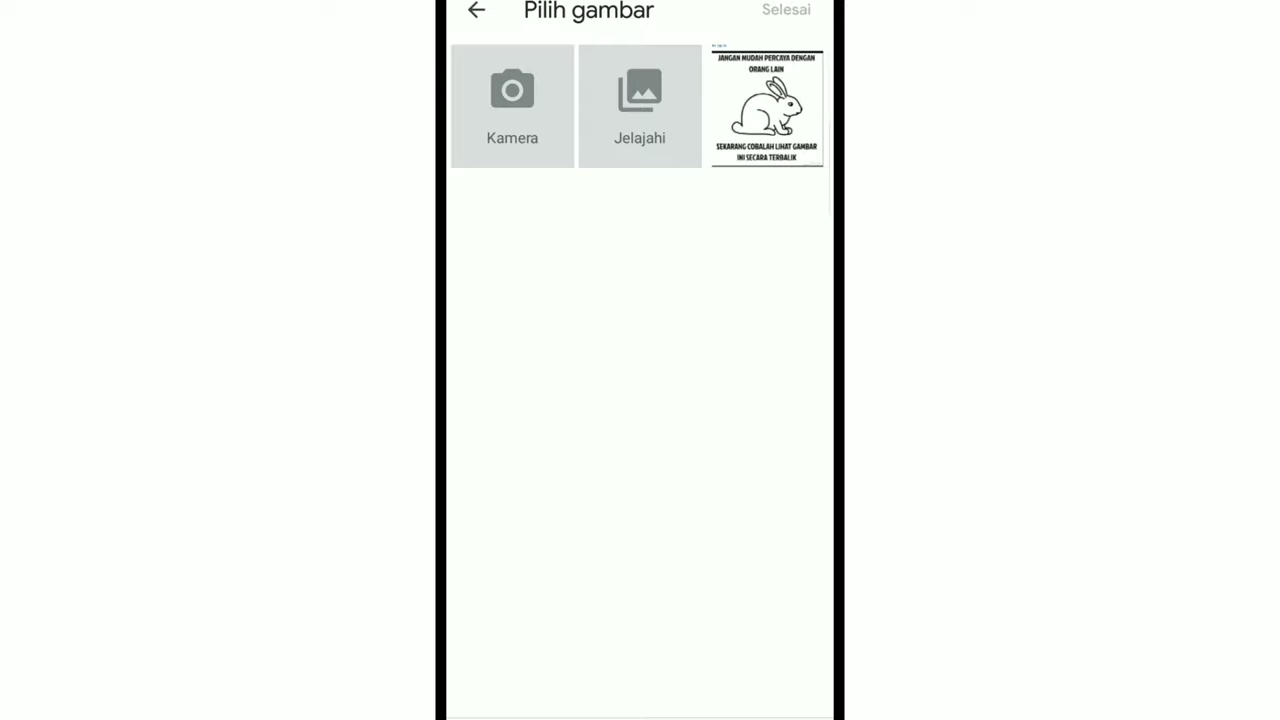 Pilih gambar
Selesai
Kamera
Jelajahi
JANGAN MUDAH PERCAYA DENGAN
ORANG LAIN
SEKARANG COBALAH LIHAT GAMBAR
INI SECARA TERBALIK